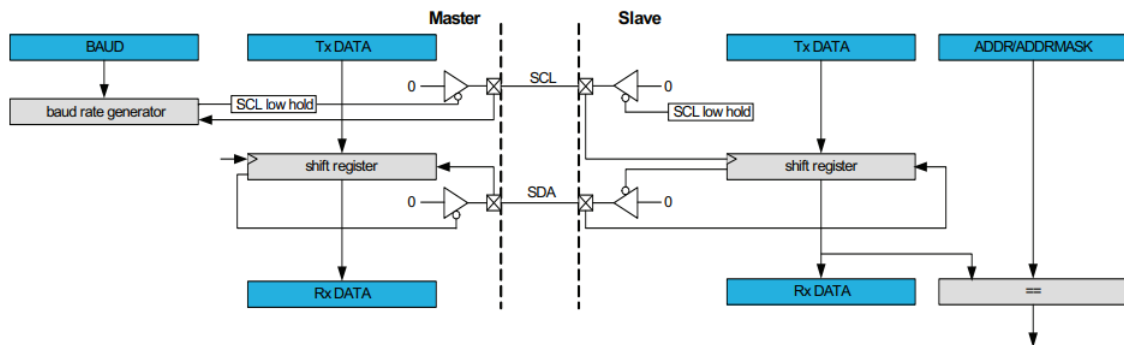 Master Slave
BAUD Tx DATA Tx DATA ADDR/ADDRMASK
0 SCL 0
baud rate generator SCL low hold SCL low hold
shift register shift register
0 SDA 0
Rx DATA Rx DATA ==